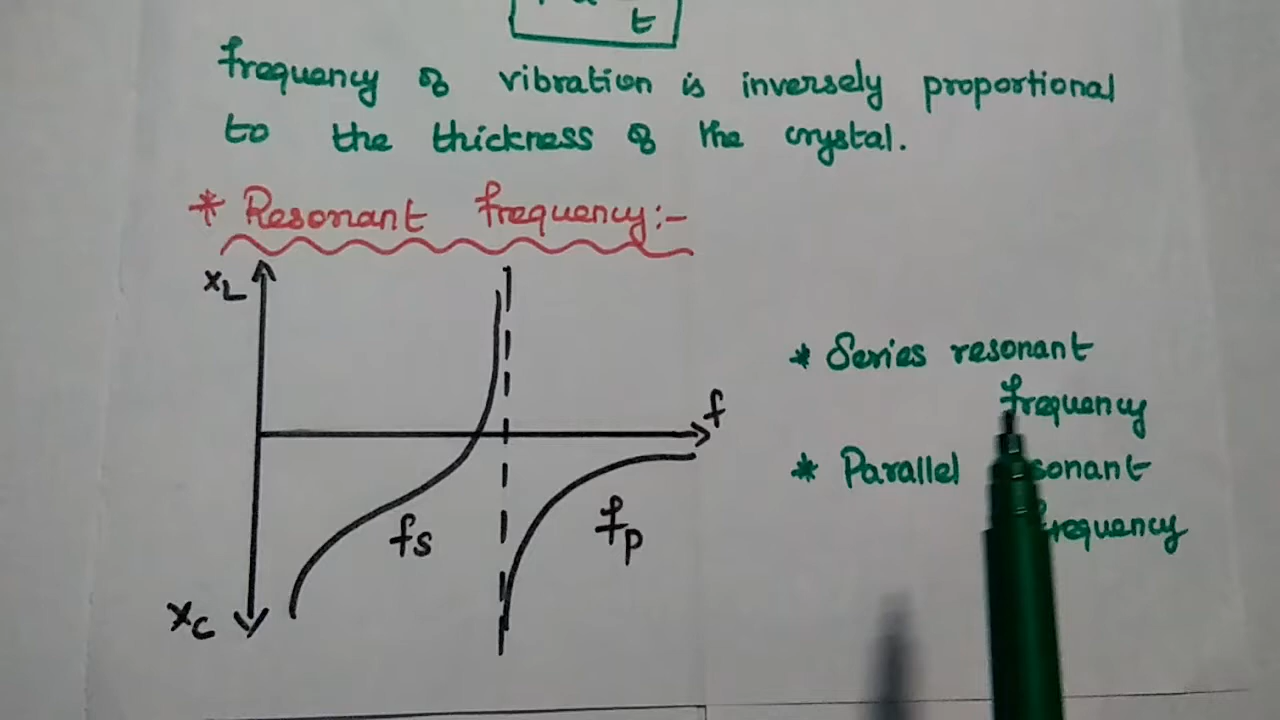 t
frequency of vibration is inversely proportional
to the thickness of the crystal.
* Resonant frequency:-
XL
f
fs
fp
Xc
* Series resonant
frequency
* Parallel